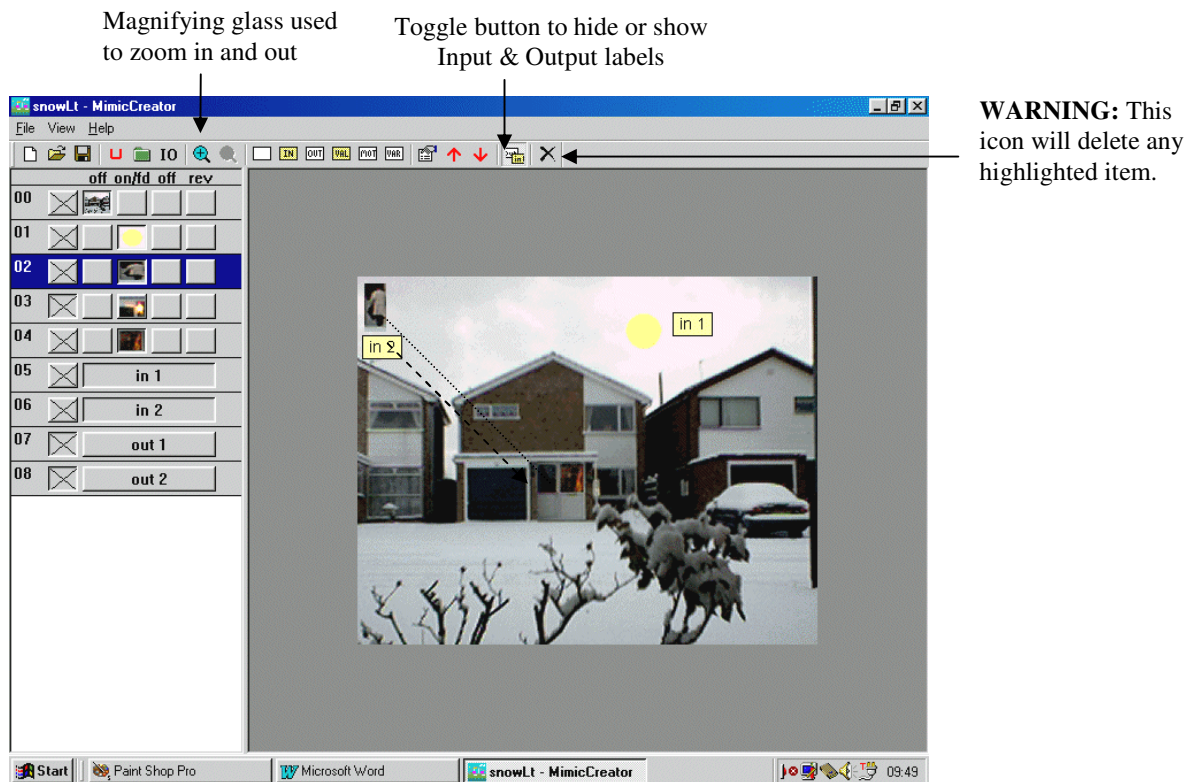 Magnifying glass used
to zoom in and out
Toggle button to hide or show
Input & Output labels
WARNING: This
icon will delete any
highlighted item.
snowLt - MimicCreator
File View Help
U IO IN OUT VAL MOT VAR
off on/fd off rev
00
01
02
03
04
05 in 1
06 in 2
07 out 1
08 out 2
in 1
in 2
Start Paint Shop Pro Microsoft Word snowLt - MimicCreator 09:49